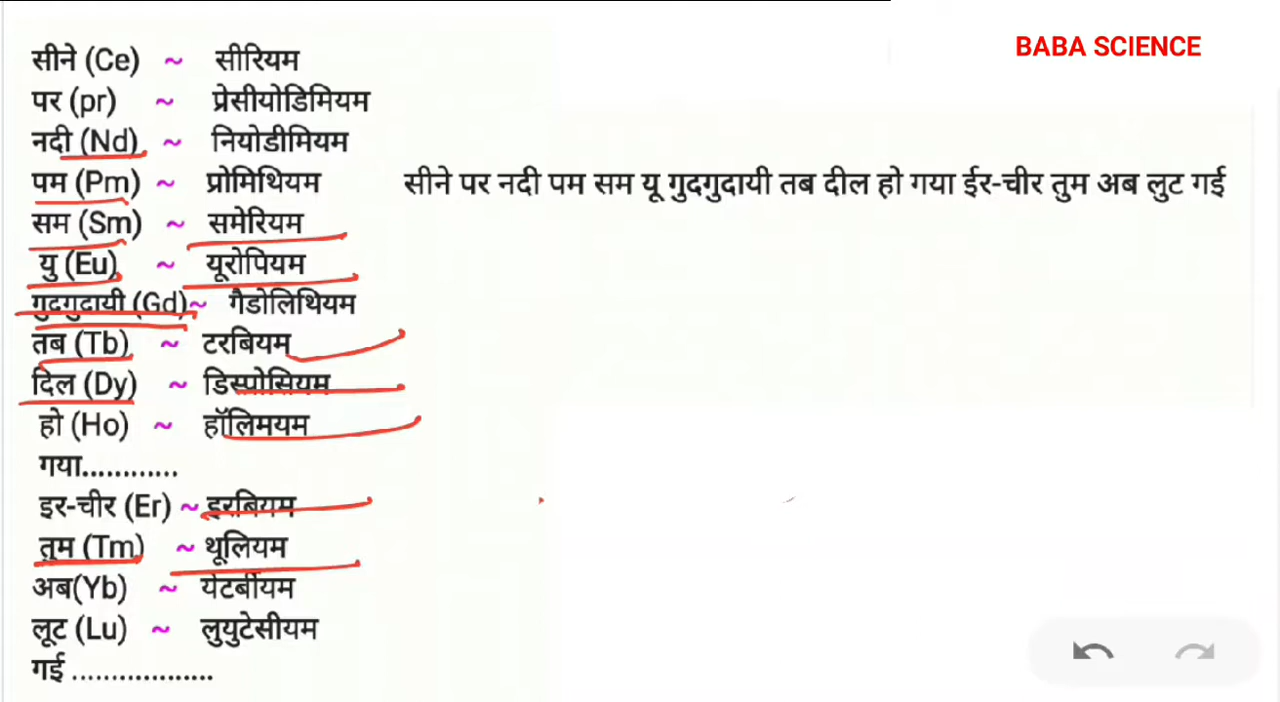 BABA SCIENCE
सीने (Ce) ~ सीरियम
पर (pr) ~ प्रेसीयोडिमियम
नदी (Nd) ~ नियोडीमियम
पम (Pm) ~ प्रोमिथियम
सीने पर नदी पम सम यू गुदगुदायी तब दील हो गया ईर-चीर तुम अब लुट गई
सम (Sm) ~ समेरियम
यु (Eu) ~ यूरोपियम
गुदगुदायी (Gd)~ गैडोलिथियम
तब (Tb) ~ टरबियम
दिल (Dy) ~ डिस्पोसियम
हो (Ho) ~ हॉलिमयम
गया............
इर-चीर (Er) ~ इरबियम
तुम (Tm) ~ थूलियम
अब(Yb) ~ येटर्बीयम
लूट (Lu) ~ लुयुटेसीयम
गई ...................